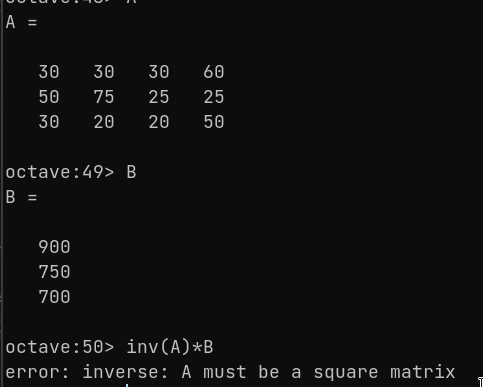 octave:48> A
A =
30 30 30 60
50 75 25 25
30 20 20 50
octave:49> B
B =
900
750
700
octave:50> inv(A)*B
error: inverse: A must be a square matrix